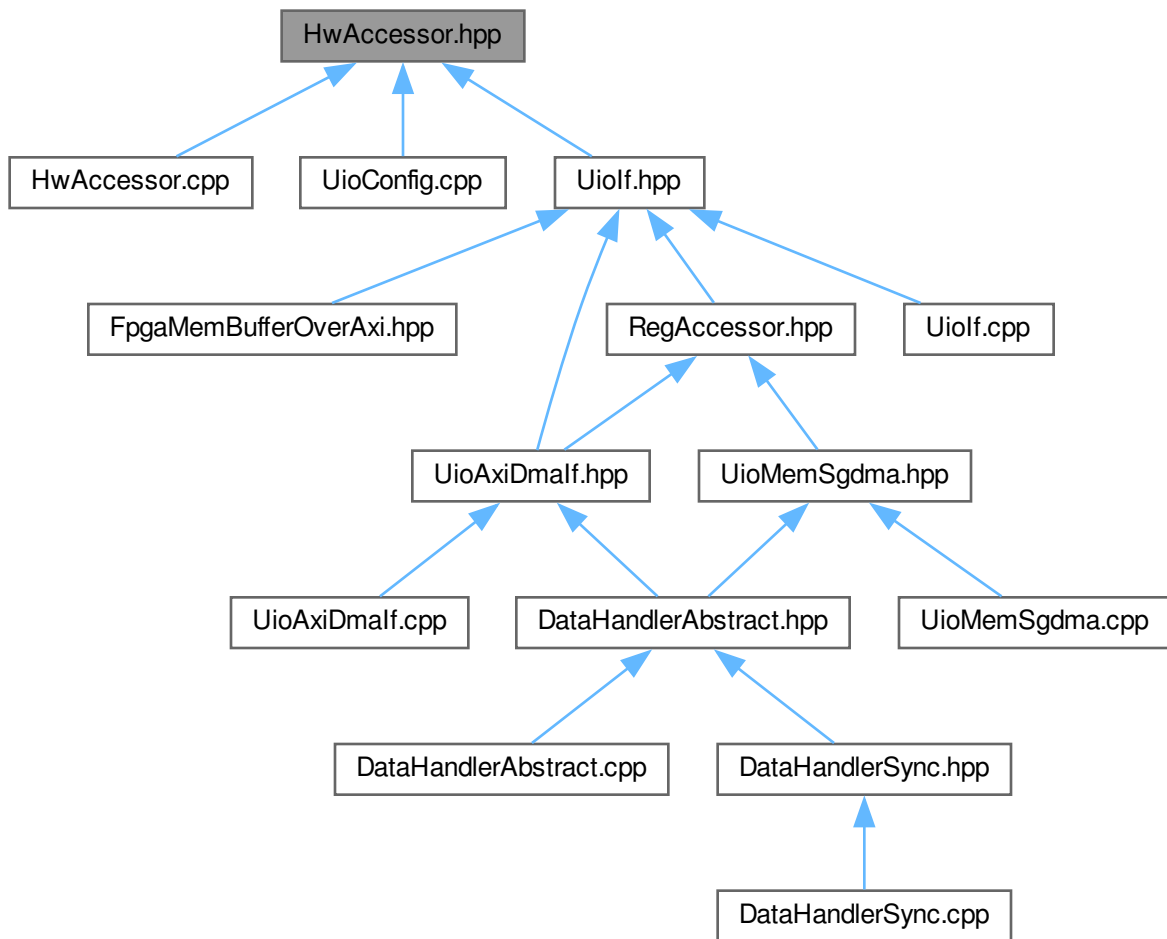 HwAccessor.hpp
HwAccessor.cpp
UioConfig.cpp
UioIf.hpp
FpgaMemBufferOverAxi.hpp
RegAccessor.hpp
UioIf.cpp
UioAxiDmaIf.hpp
UioMemSgdma.hpp
UioAxiDmaIf.cpp
DataHandlerAbstract.hpp
UioMemSgdma.cpp
DataHandlerAbstract.cpp
DataHandlerSync.hpp
DataHandlerSync.cpp